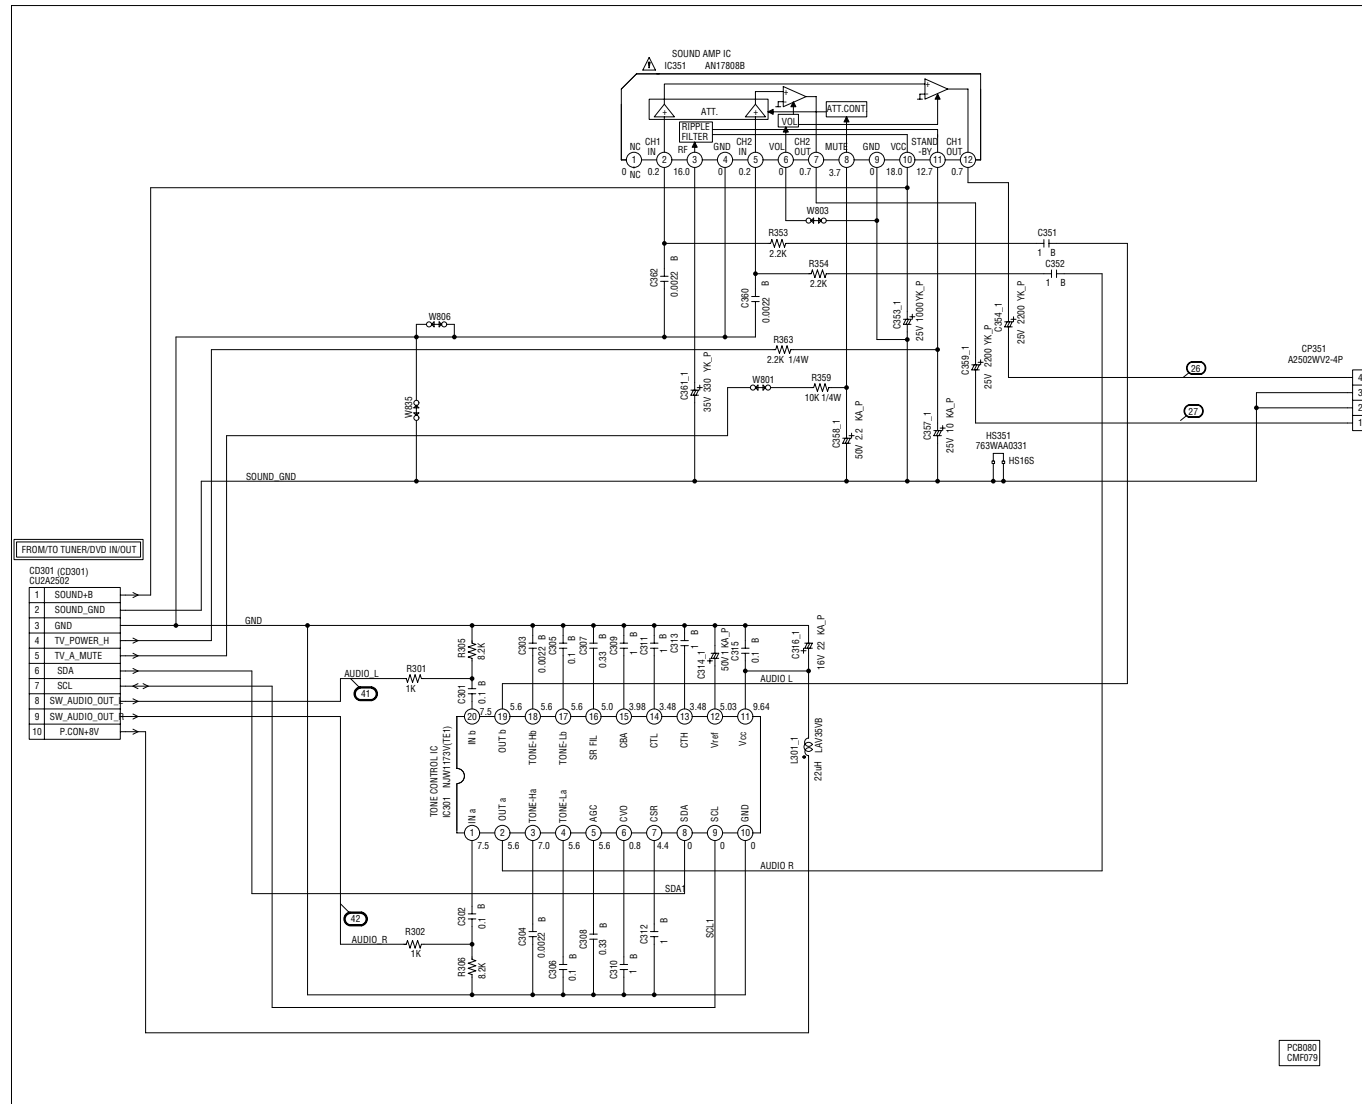 SOUND AMP IC
IC351 AN17808B
ATT.
ATT.CONT.
VOL
RIPPLE
FILTER
NC
CH1
IN
RF
GND
CH2
IN
VOL
CH2
OUT
MUTE
GND
VCC
STAND
-BY
CH1
OUT
1 2 3 4 5 6 7 8 9 10 11 12
0 NC 0.2 16.0 0 0.2 0 0.7 3.7 0 18.0 12.7 0.7
W803
R353
2.2K
C351
1 B
R354
2.2K
C352
1 B
C362
0.0022 B
C360
0.0022 B
C353_1
25V 1000 YK_P
C354_1
25V 2200 YK_P
W806
R363
2.2K 1/4W
C359_1
25V 2200 YK_P
CP351
A2502WV2-4P
4
3
2
1
26
27
W801
R359
10K 1/4W
C361_1
35V 330 YK_P
W835
C358_1
50V 2.2 KA_P
C357_1
25V 10 KA_P
HS351
763WAA0331
HS16S
SOUND_GND
FROM/TO TUNER/DVD IN/OUT
CD301 (CD301)
CU2A2502
1 SOUND+B
2 SOUND_GND
3 GND
4 TV_POWER_H
5 TV_A_MUTE
6 SDA
7 SCL
8 SW_AUDIO_OUT_L
9 SW_AUDIO_OUT_R
10 P.CON+8V
GND
R305
8.2K
C303
0.0022 B
C305
0.1 B
C307
0.33 B
C309
1 B
C311
1 B
C313
1 B
C314_1
50V1 KA_P
C315
0.1 B
C316_1
16V 22 KA_P
AUDIO_L
R301
1K
41
C301
0.1 B
AUDIO L
20 19 18 17 16 15 14 13 12 11
7.5 5.6 5.6 5.6 5.0 3.98 3.48 3.48 5.03 9.64
IN b
OUT b
TONE-Hb
TONE-Lb
SR FIL
CBA
CTL
CTH
Vref
Vcc
L301_1
22uH LAV35VB
TONE CONTROL IC
IC301 NJW1173V(TE1)
IN a
OUT a
TONE-Ha
TONE-La
AGC
CVO
CSR
SDA
SCL
GND
1 2 3 4 5 6 7 8 9 10
7.5 5.6 7.0 5.6 5.6 0.8 4.4 0 0 0
AUDIO R
SDA1
SCL1
42
AUDIO_R
R302
1K
C302
0.1 B
R306
8.2K
C304
0.0022 B
C306
0.1 B
C308
0.33 B
C310
1 B
C312
1 B
PCB080
CMF079